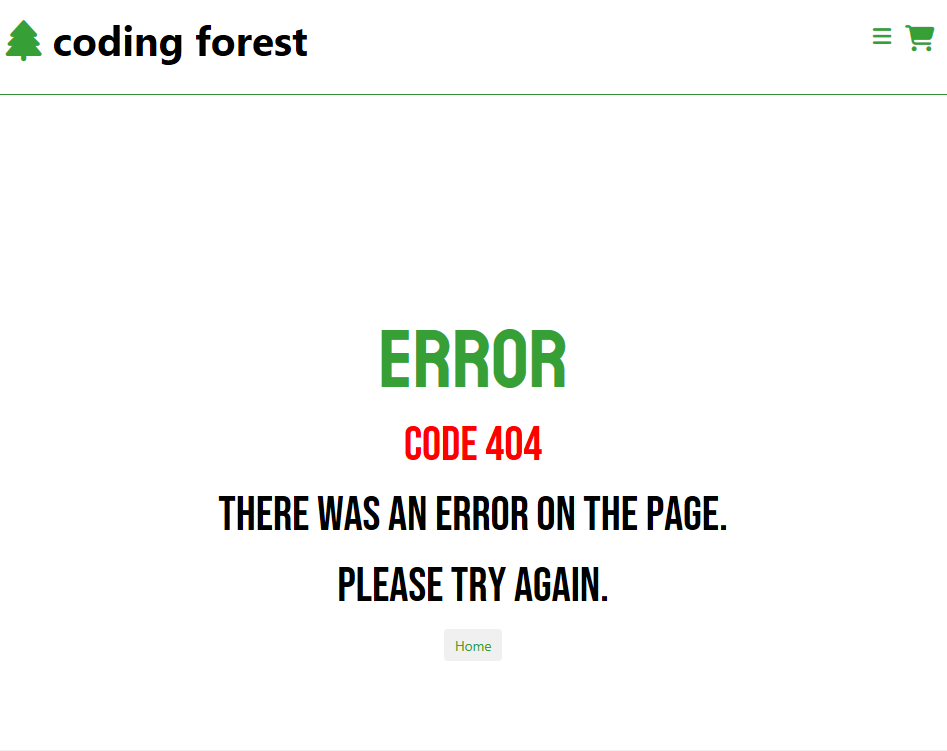 coding forest
ERROR
CODE 404
THERE WAS AN ERROR ON THE PAGE.
PLEASE TRY AGAIN.
Home